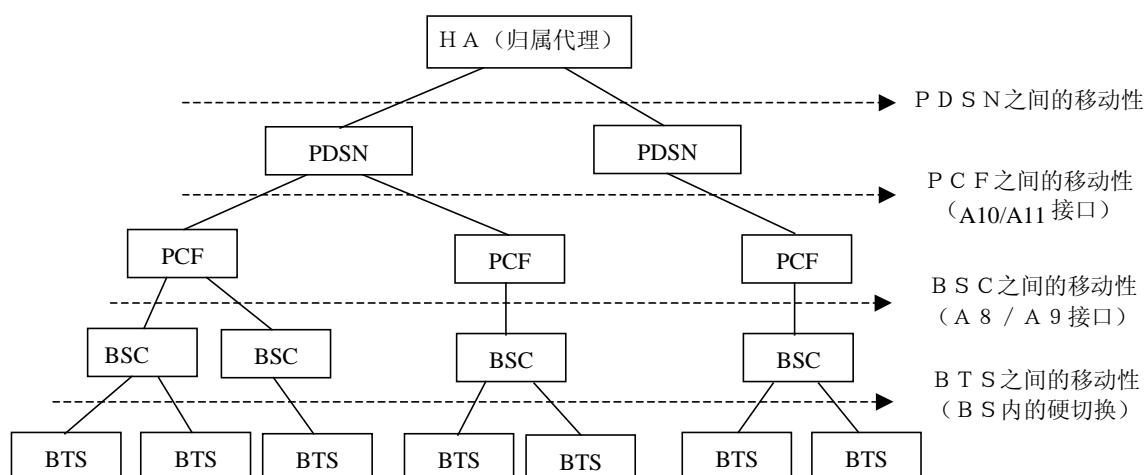 ＨＡ（归属代理）
ＰＤＳＮ之间的移动性
PDSN PDSN
ＰＣＦ之间的移动性
（A10/A11 接口）
PCF PCF PCF
ＢＳＣ之间的移动性
（Ａ８／Ａ９接口）
BSC BSC BSC BSC
ＢＴＳ之间的移动性
（ＢＳ内的硬切换）
BTS BTS BTS BTS BTS BTS BTS